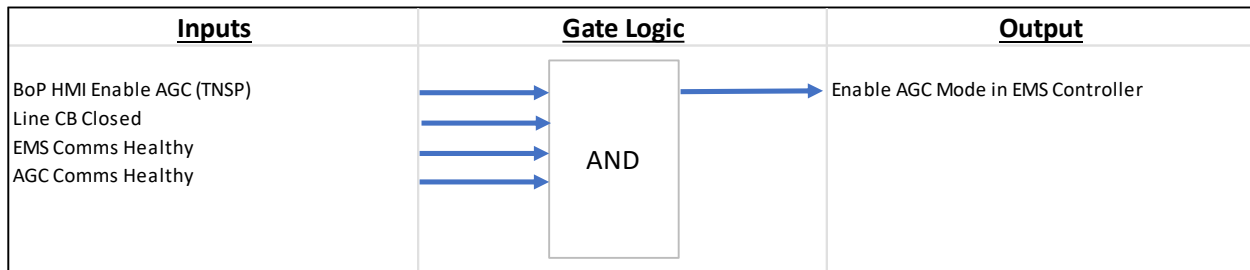 Inputs
Gate Logic
Output
BoP HMI Enable AGC (TNSP)
Line CB Closed
EMS Comms Healthy
AGC Comms Healthy
AND
Enable AGC Mode in EMS Controller